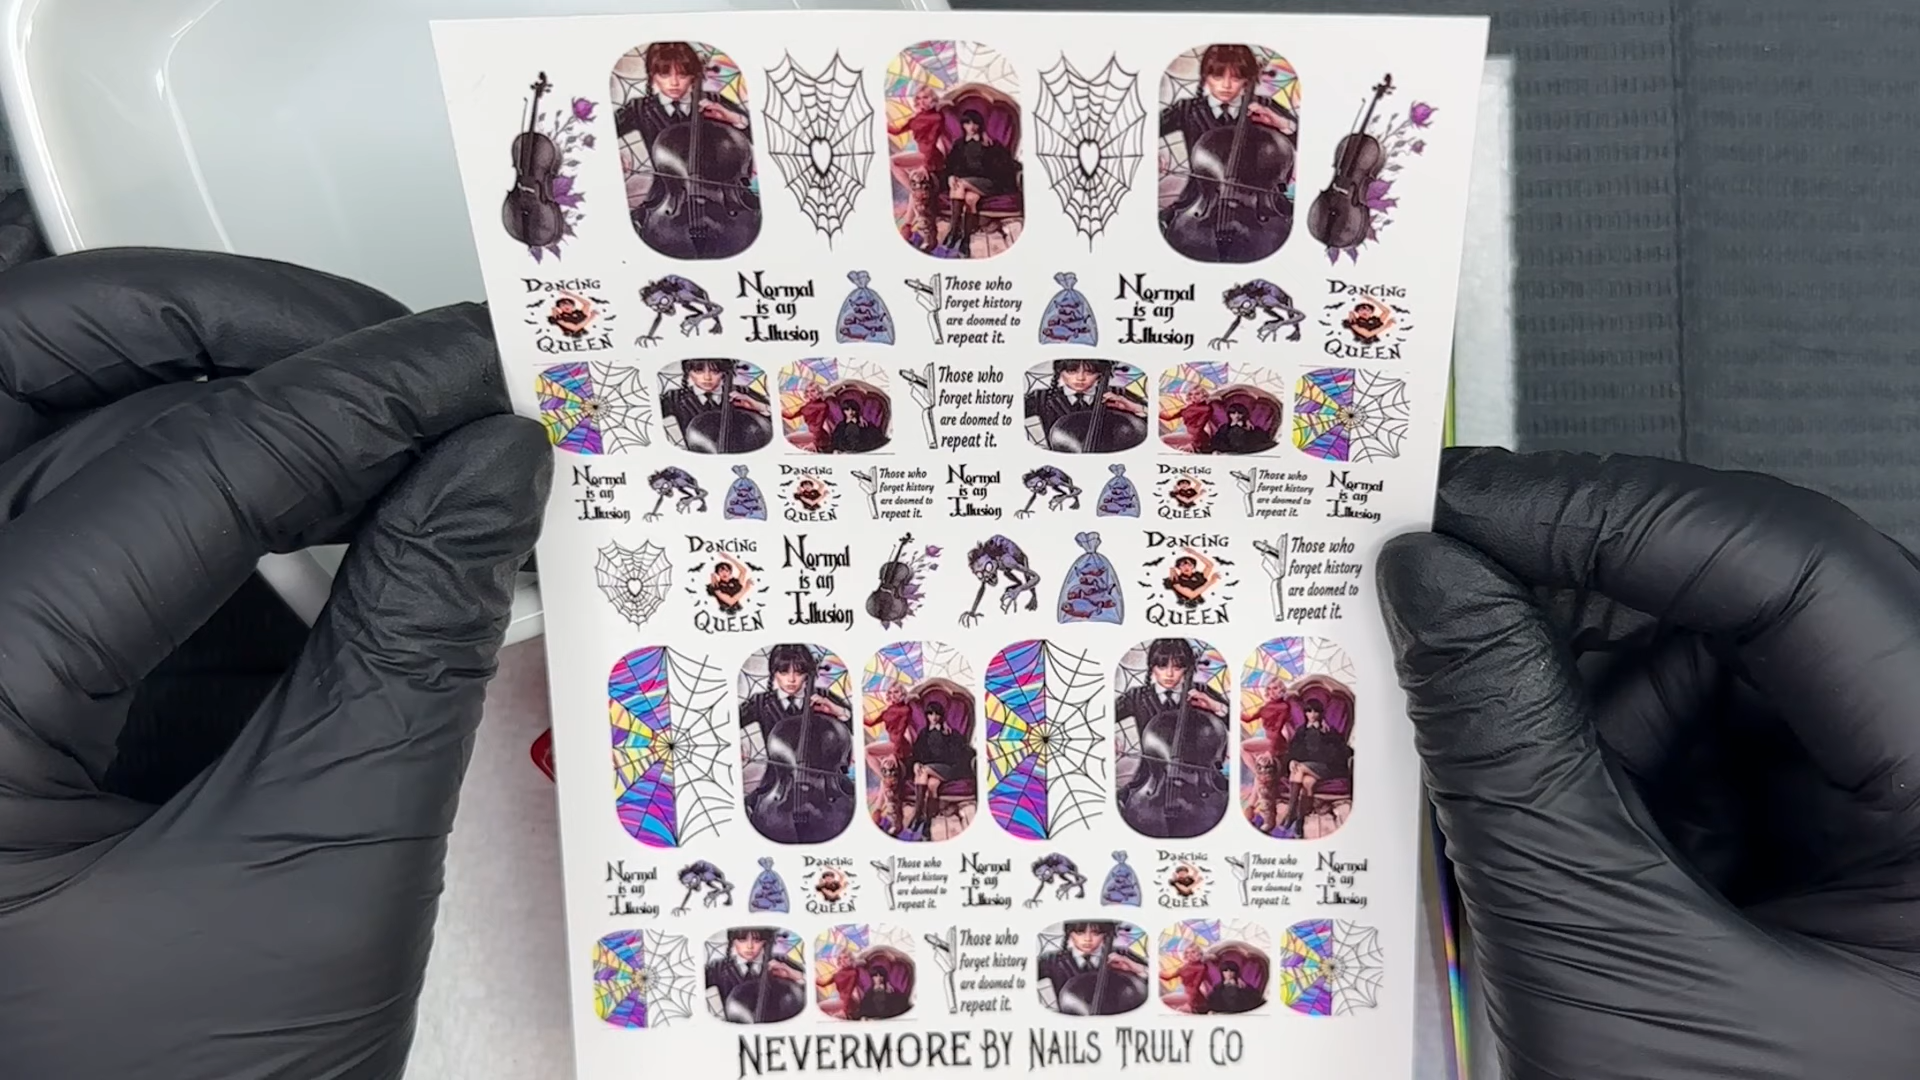 Dancing
Queen
Normal
is an
Illusion
Those who
forget history
are doomed to
repeat it.
Normal
is an
Illusion
Dancing
Queen
Those who
forget history
are doomed to
repeat it.
Normal
is an
Illusion
Dancing
Queen
Those who
forget history
are doomed to
repeat it.
Normal
is an
Illusion
Dancing
Queen
Those who
forget history
are doomed to
repeat it.
Normal
is an
Illusion
Dancing
Queen
Normal
is an
Illusion
Dancing
Queen
Those who
forget history
are doomed to
repeat it.
Normal
is an
Illusion
Dancing
Queen
Those who
forget history
are doomed to
repeat it.
Normal
is an
Illusion
Dancing
Queen
Those who
forget history
are doomed to
repeat it.
Normal
is an
Illusion
Those who
forget history
are doomed to
repeat it.
Nevermore By Nails Truly Co